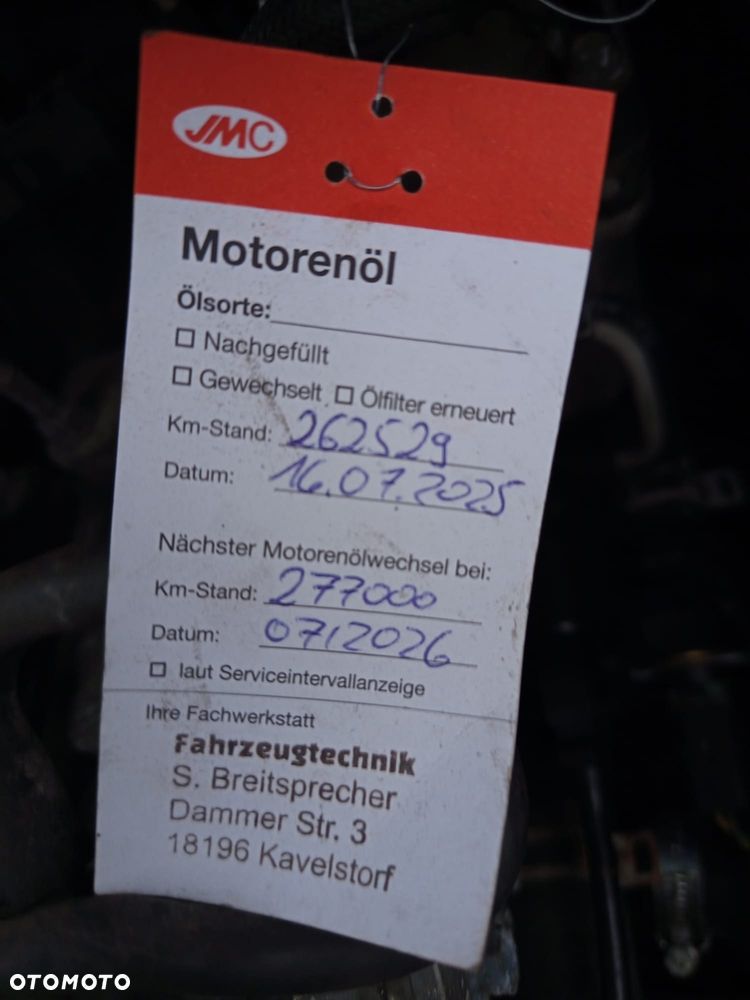 JMC
Motorenöl
Ölsorte:
☐ Nachgefüllt
☐ Gewechselt ☐ Ölfilter erneuert
Km-Stand: 262529
Datum: 16.07.2025
Nächster Motorenölwechsel bei:
Km-Stand: 277000
Datum: 07/2026
☐ laut Serviceintervallanzeige
Ihre Fachwerkstatt
Fahrzeugtechnik
S. Breitsprecher
Dammer Str. 3
18196 Kavelstorf
OTOMOTO